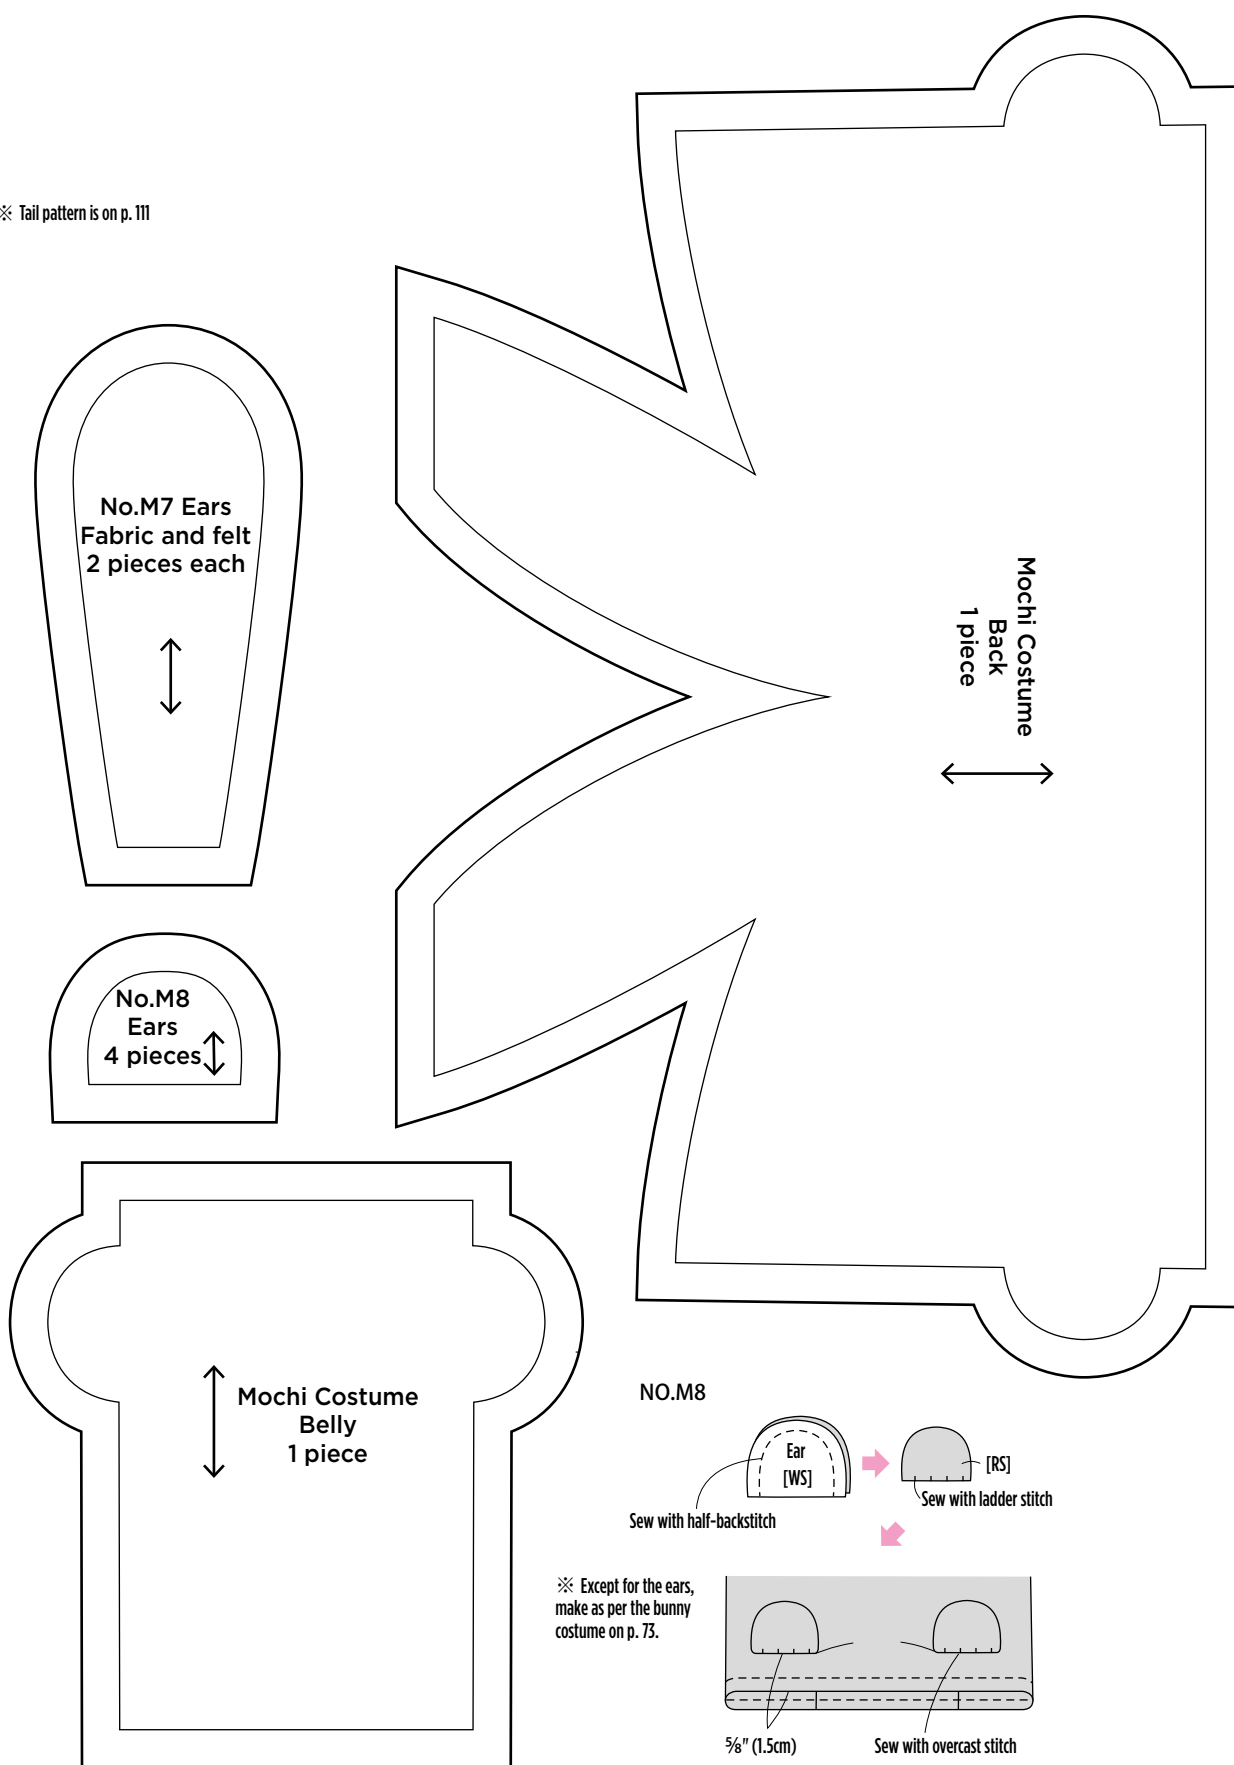 ※ Tail pattern is on p. 111
No.M7 Ears
Fabric and felt
2 pieces each
Mochi Costume
Back
1 piece
No.M8
Ears
4 pieces
Mochi Costume
Belly
1 piece
NO.M8
Ear
[WS]
[RS]
Sew with ladder stitch
Sew with half-backstitch
※ Except for the ears,
make as per the bunny
costume on p. 73.
⅝" (1.5cm)
Sew with overcast stitch